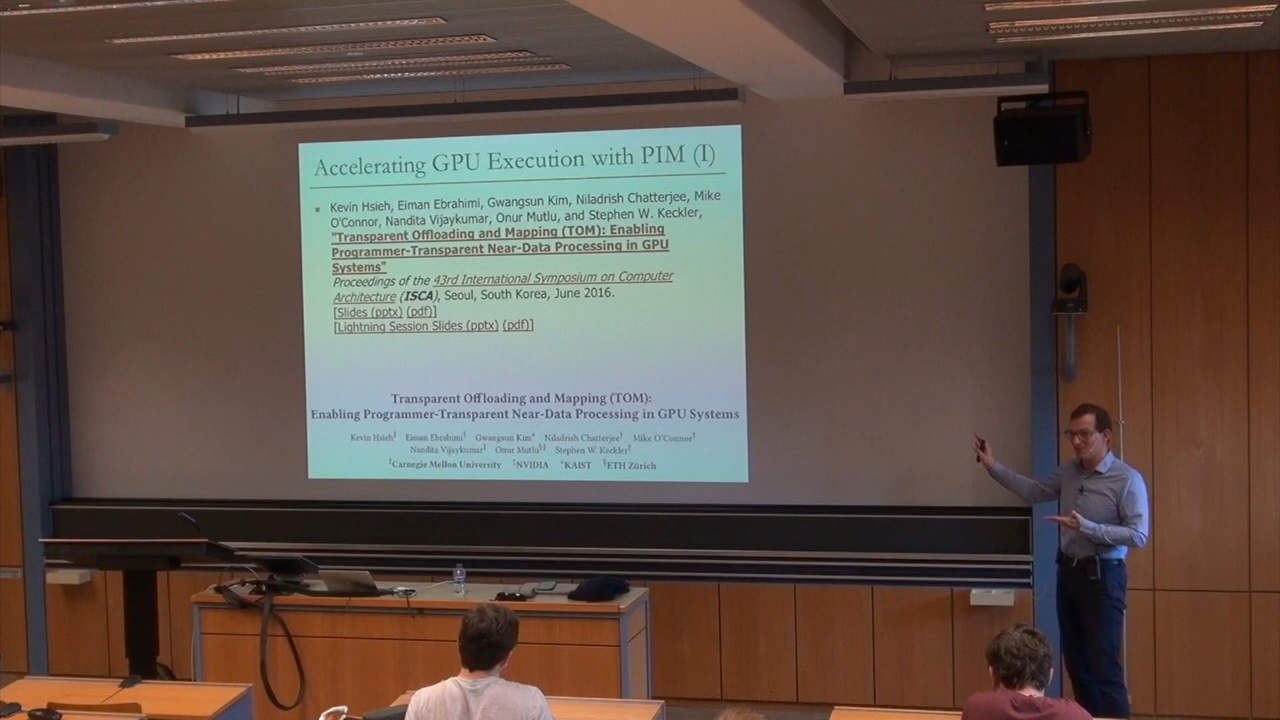 Accelerating GPU Execution with PIM (I)
Kevin Hsieh, Eiman Ebrahimi, Gwangsun Kim, Niladrish Chatterjee, Mike
O'Connor, Nandita Vijaykumar, Onur Mutlu, and Stephen W. Keckler,
"Transparent Offloading and Mapping (TOM): Enabling
Programmer-Transparent Near-Data Processing in GPU
Systems"
Proceedings of the 43rd International Symposium on Computer
Architecture (ISCA), Seoul, South Korea, June 2016.
[Slides (pptx) (pdf)]
[Lightning Session Slides (pptx) (pdf)]
Transparent Offloading and Mapping (TOM):
Enabling Programmer-Transparent Near-Data Processing in GPU Systems
Kevin Hsieh‡ Eiman Ebrahimi† Gwangsun Kim* Niladrish Chatterjee† Mike O'Connor†
Nandita Vijaykumar‡ Onur Mutlu§‡ Stephen W. Keckler†
‡Carnegie Mellon University †NVIDIA *KAIST §ETH Zürich